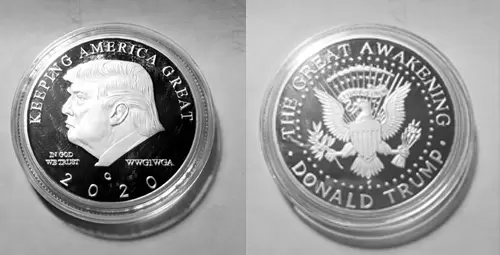 KEEPING AMERICA GREAT
IN GOD
WE TRUST
WWG1WGA
2020
THE GREAT AWAKENING
DONALD TRUMP